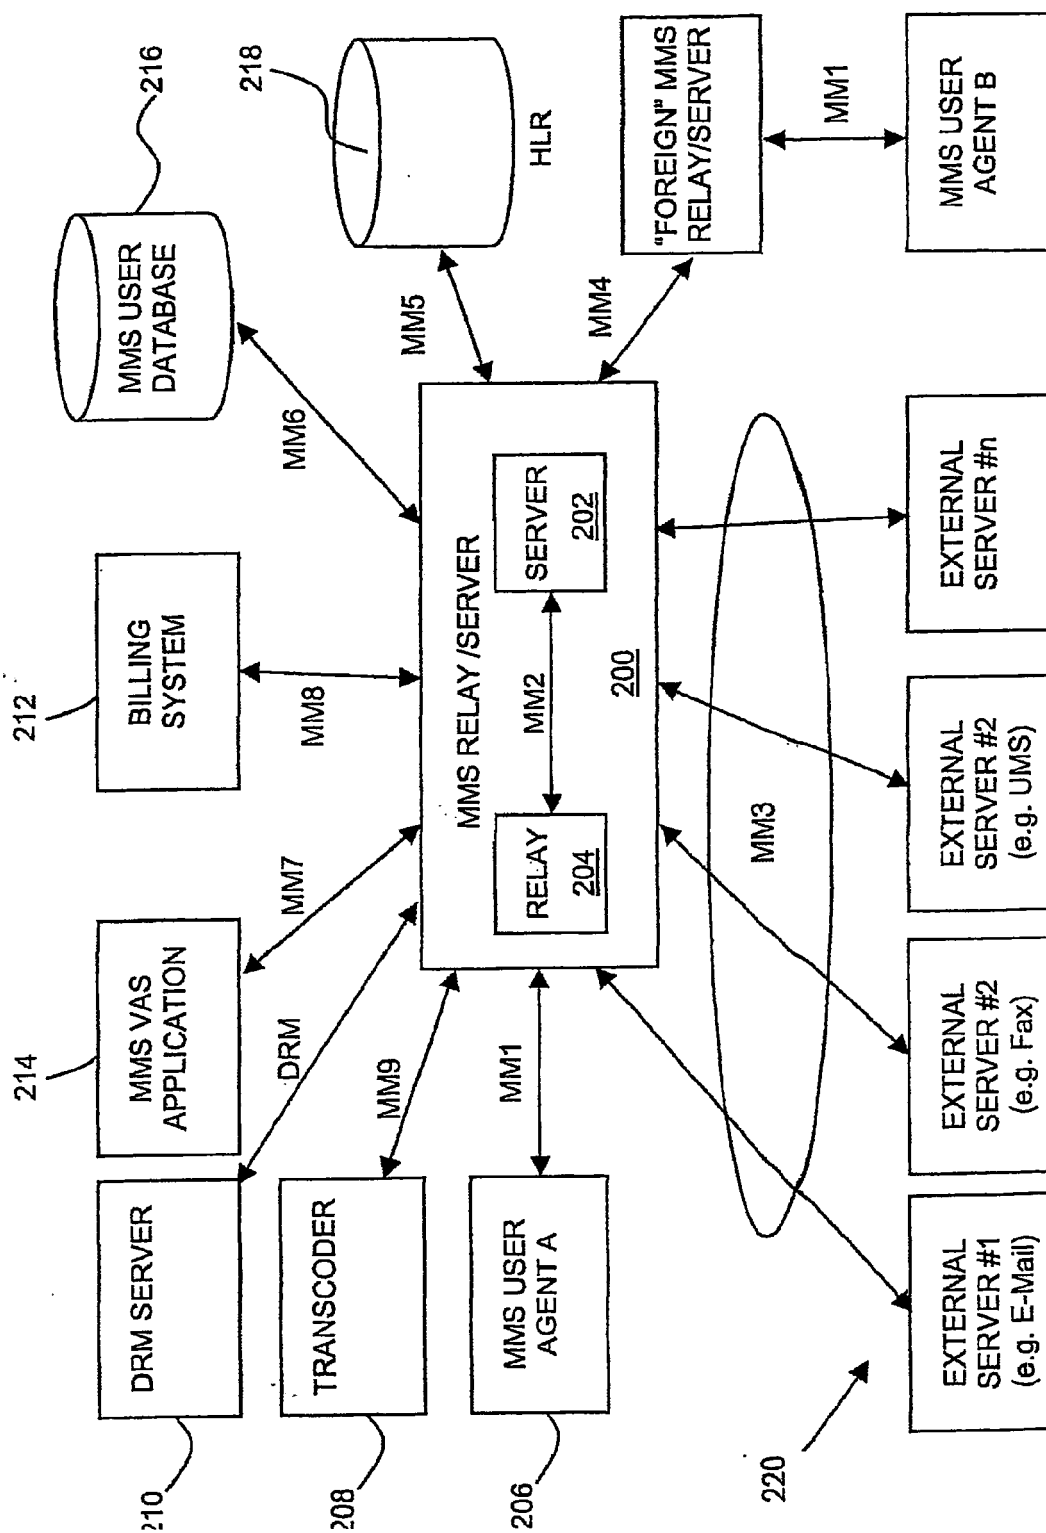 210
DRM SERVER
208
TRANSCODER
206
MMS USER
AGENT A
214
MMS VAS
APPLICATION
212
BILLING
SYSTEM
216
MMS USER
DATABASE
218
HLR
"FOREIGN" MMS
RELAY/SERVER
MM1
MMS USER
AGENT B
DRM
MM7
MM8
MM6
MM5
MM4
MM9
MM1
MMS RELAY /SERVER
RELAY
204
MM2
SERVER
202
200
MM3
220
EXTERNAL
SERVER #1
(e.g. E-Mail)
EXTERNAL
SERVER #2
(e.g. Fax)
EXTERNAL
SERVER #2
(e.g. UMS)
EXTERNAL
SERVER #n